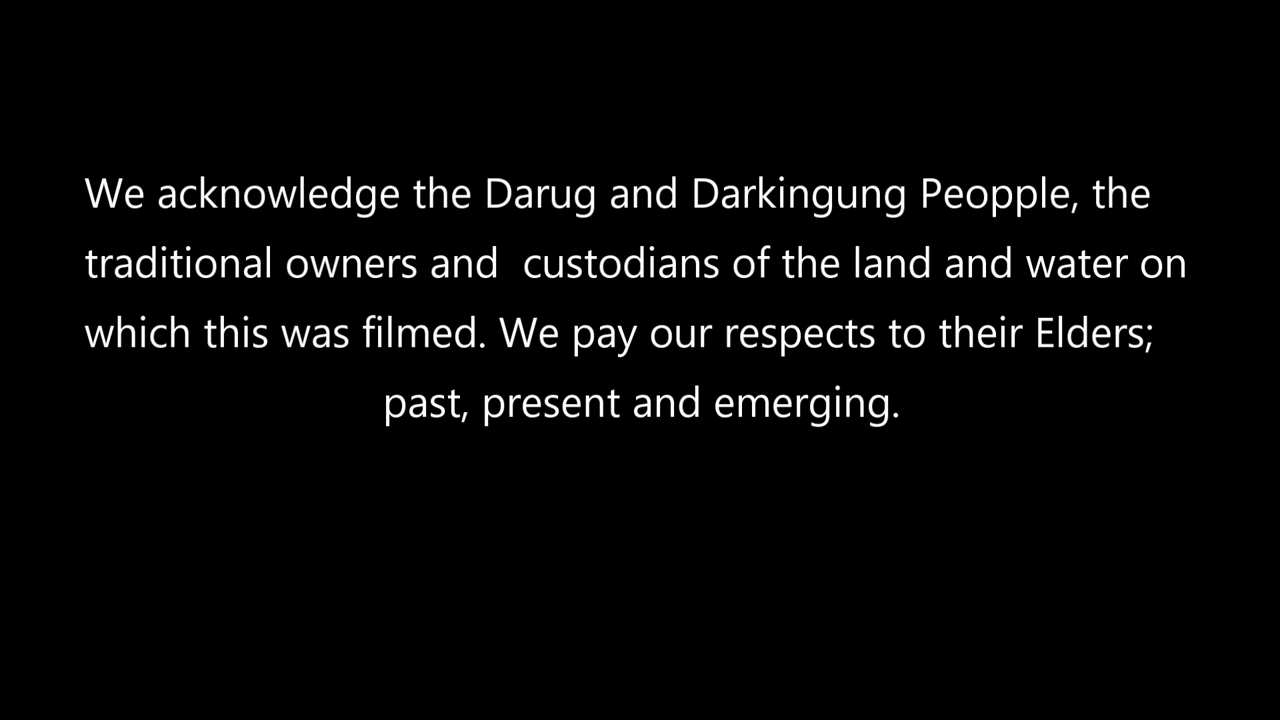 We acknowledge the Darug and Darkingung Peopple, the
traditional owners and  custodians of the land and water on
which this was filmed. We pay our respects to their Elders;
past, present and emerging.